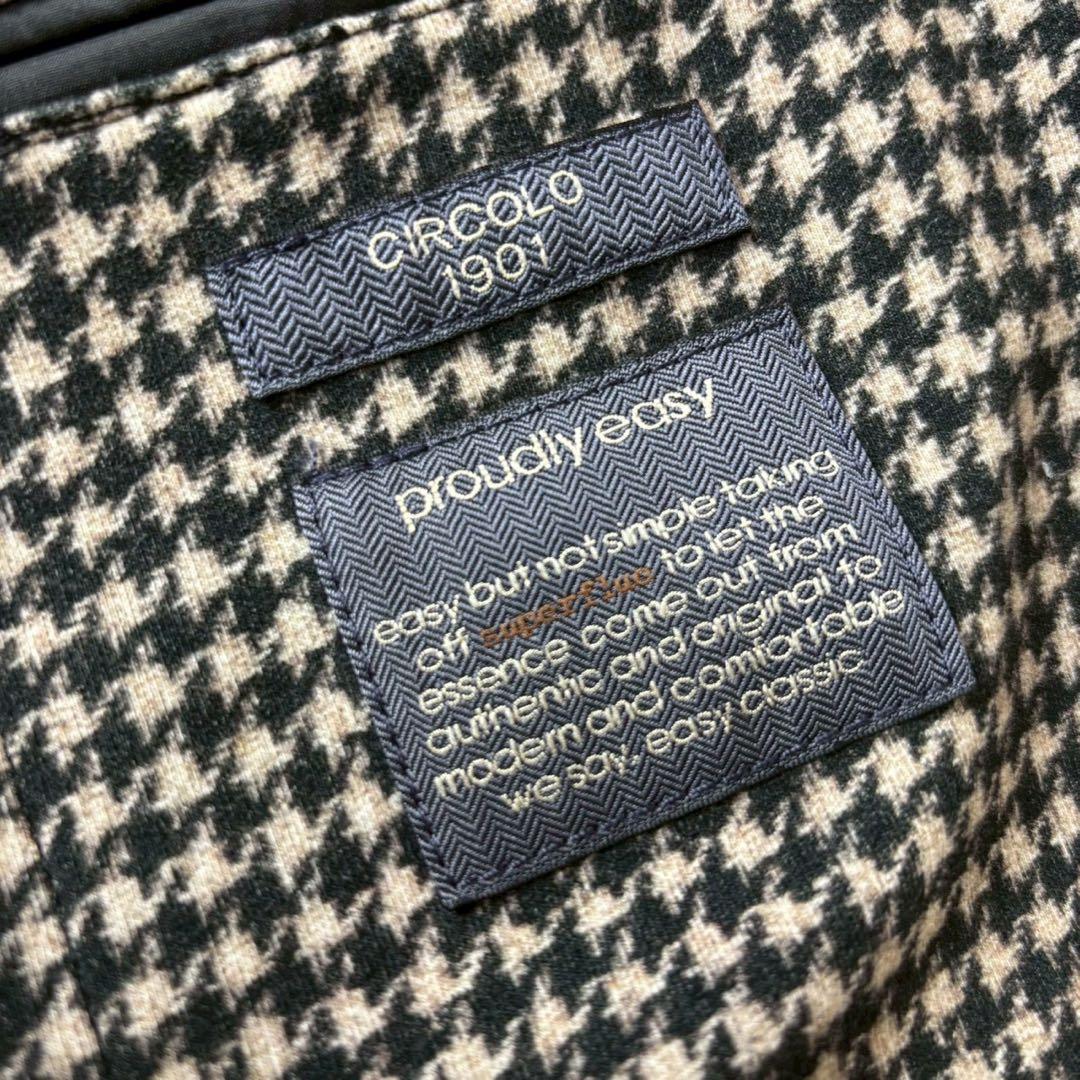 CIRCOLO
1901
proudly easy
easy but not simple taking
off superfluo to let the
essence come out from
authentic and original to
modern and comfortable
we say, easy classic